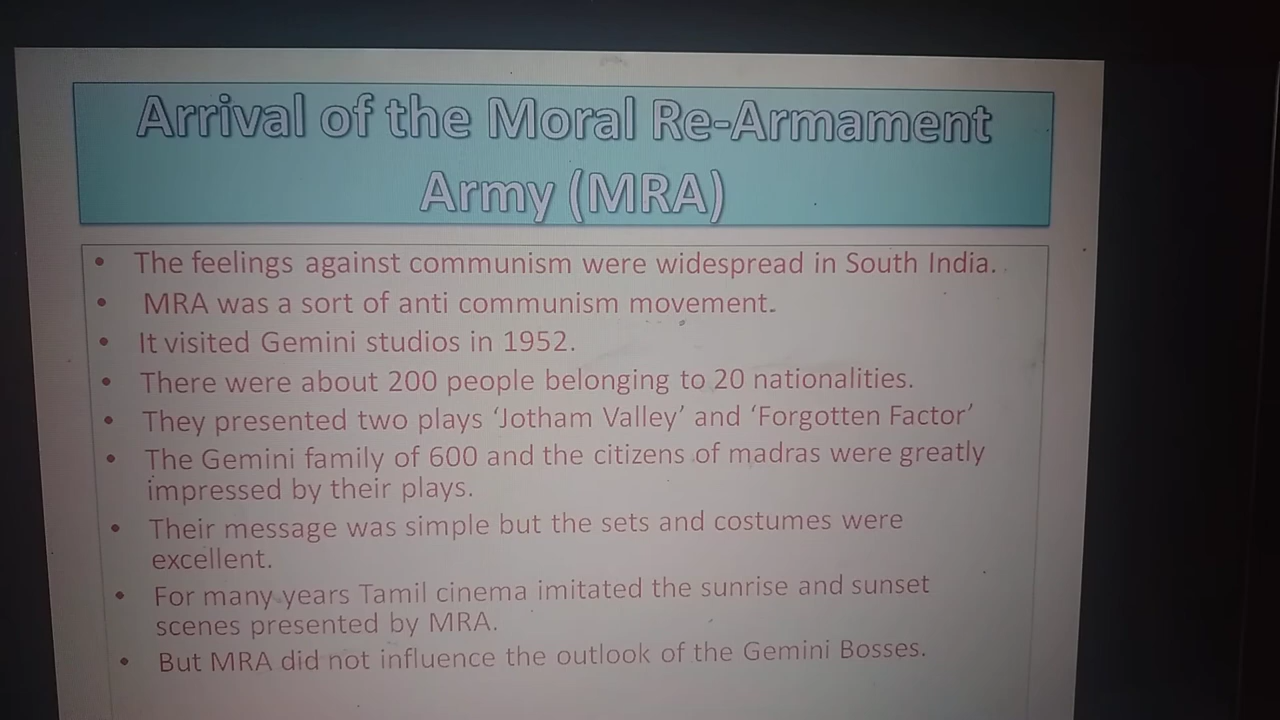 Arrival of the Moral Re-Armament
Army (MRA)
• The feelings against communism were widespread in South India.
• MRA was a sort of anti communism movement.
• It visited Gemini studios in 1952.
• There were about 200 people belonging to 20 nationalities.
• They presented two plays ‘Jotham Valley’ and ‘Forgotten Factor’
• The Gemini family of 600 and the citizens of madras were greatly
impressed by their plays.
• Their message was simple but the sets and costumes were
excellent.
• For many years Tamil cinema imitated the sunrise and sunset
scenes presented by MRA.
• But MRA did not influence the outlook of the Gemini Bosses.